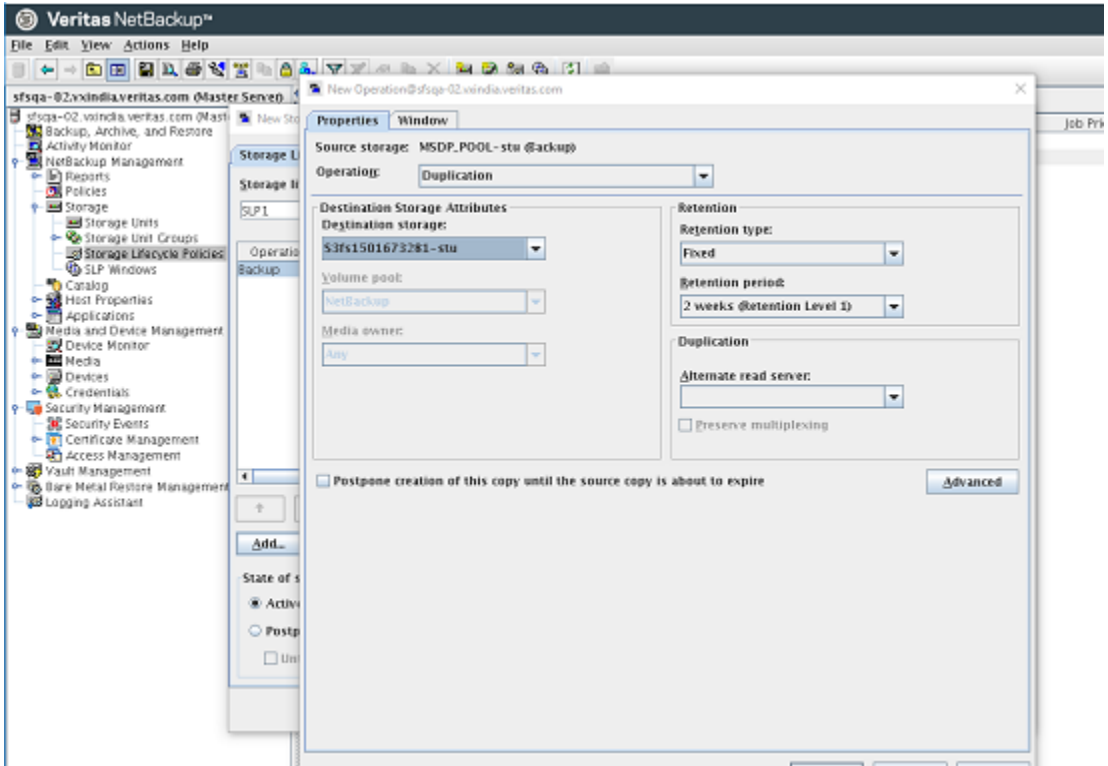 Veritas NetBackup™
File Edit View Actions Help
sfsqa-02.vxindia.veritas.com (Master Server)
sfsqa-02.vxindia.veritas.com (Mast
Backup, Archive, and Restore
Activity Monitor
NetBackup Management
Reports
Policies
Storage
Storage Units
Storage Unit Groups
Storage Lifecycle Policies
SLP Windows
Catalog
Host Properties
Applications
Media and Device Management
Device Monitor
Media
Devices
Credentials
Security Management
Security Events
Certificate Management
Access Management
Vault Management
Bare Metal Restore Management
Logging Assistant
New Sto
Storage Li
Storage li
SLP1
Operatio
Backup
Add...
State of s
Active
Postp
Unt
New Operation@sfsqa-02.vxindia.veritas.com
Properties Window
Source storage: MSDP_POOL-stu (Backup)
Operation: Duplication
Destination Storage Attributes
Destination storage:
S3fs1501673281-stu
Volume pool:
NetBackup
Media owner:
Any
Retention
Retention type:
Fixed
Retention period:
2 weeks (Retention Level 1)
Duplication
Alternate read server:
Preserve multiplexing
Postpone creation of this copy until the source copy is about to expire
Advanced
Job Pri